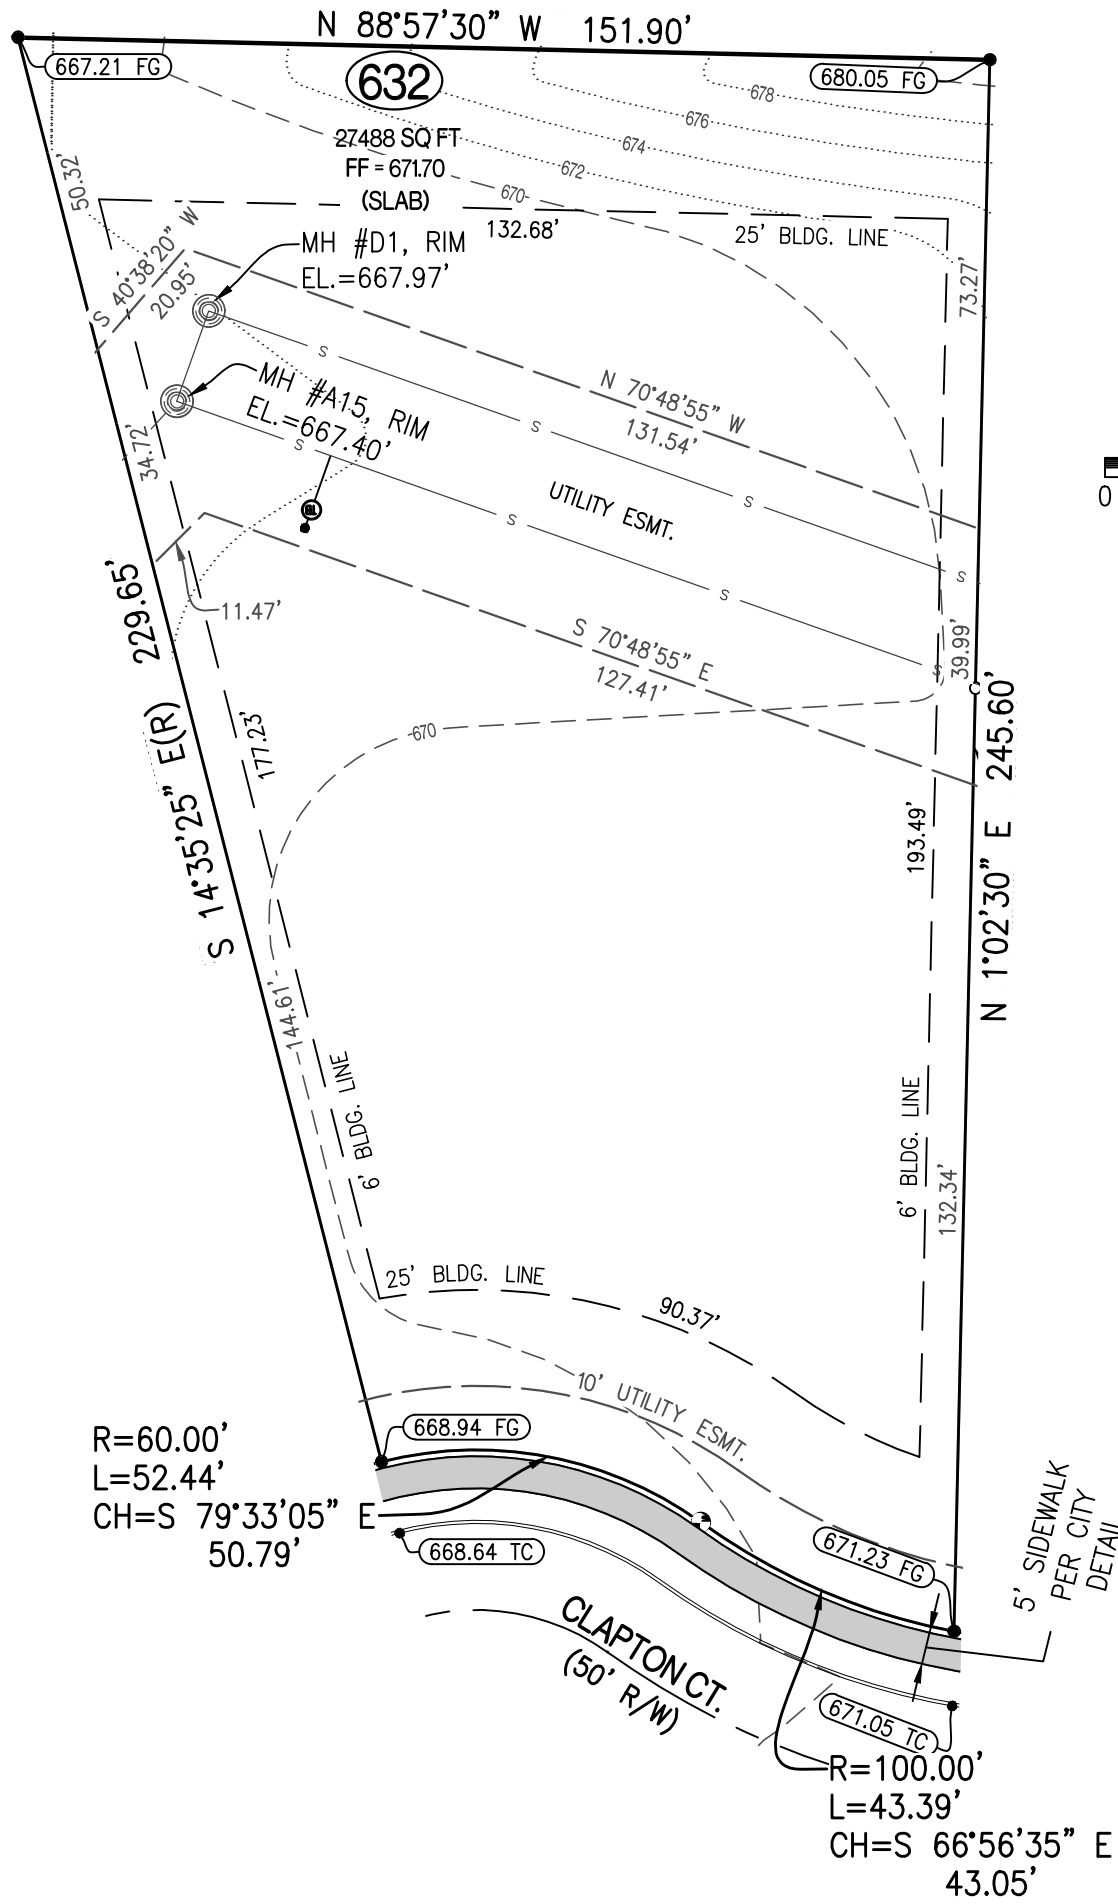 N 88°57'30" W 151.90'
667.21 FG
632
680.05 FG
678
27488 SQ FT
676
FF = 671.70
674
(SLAB)
672
670
50.32'
132.68'
25' BLDG. LINE
S 40°38'20" W
20.95'
MH #D1, RIM
EL.=667.97'
73.27'
S
MH #A15, RIM
EL.=667.40'
N 70°48'55" W
131.54'
S
34.72'
S
S
0
UTILITY ESMT.
S
S
S
S
11.47'
229.65'
S 70°48'55" E
127.41'
39.99'
670
245.60'
177.23'
S 14°35'25" E(R)
193.49'
N 1°02'30" E
144.61'
6' BLDG. LINE
6' BLDG. LINE
132.34'
25' BLDG. LINE
90.37'
10' UTILITY ESMT.
668.94 FG
R=60.00'
L=52.44'
CH=S 79°33'05" E
50.79'
668.64 TC
671.23 FG
5' SIDEWALK
PER CITY
DETAIL
CLAPTON CT.
(50' R/W)
671.05 TC
R=100.00'
L=43.39'
CH=S 66°56'35" E
43.05'